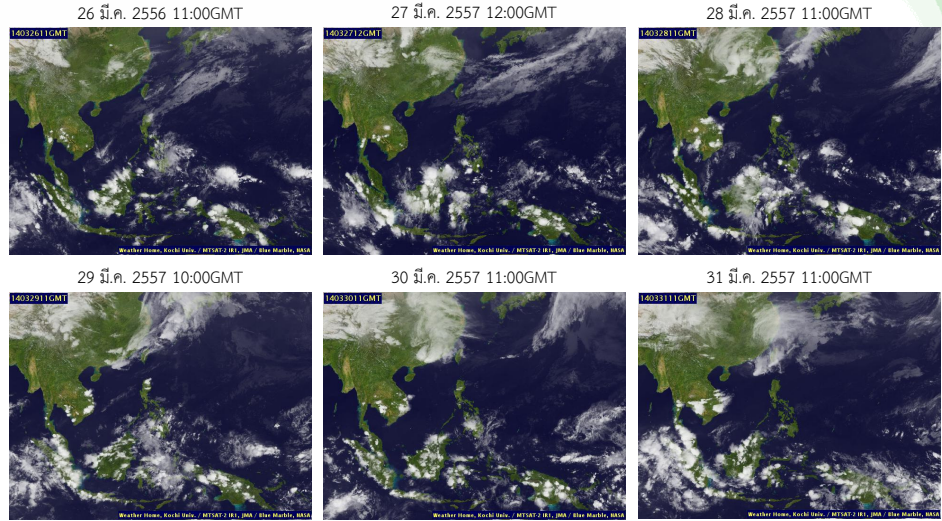 26 มี.ค. 2556 11:00GMT
27 มี.ค. 2557 12:00GMT
28 มี.ค. 2557 11:00GMT
14032611GMT
14032712GMT
14032811GMT
Weather Home, Kochi Univ. / MTSAT-2 IR1, JMA / Blue Marble, NASA
Weather Home, Kochi Univ. / MTSAT-2 IR1, JMA / Blue Marble, NASA
Weather Home, Kochi Univ. / MTSAT-2 IR1, JMA / Blue Marble, NASA
29 มี.ค. 2557 10:00GMT
30 มี.ค. 2557 11:00GMT
31 มี.ค. 2557 11:00GMT
14032911GMT
14033011GMT
14033111GMT
Weather Home, Kochi Univ. / MTSAT-2 IR1, JMA / Blue Marble, NASA
Weather Home, Kochi Univ. / MTSAT-2 IR1, JMA / Blue Marble, NASA
Weather Home, Kochi Univ. / MTSAT-2 IR1, JMA / Blue Marble, NASA